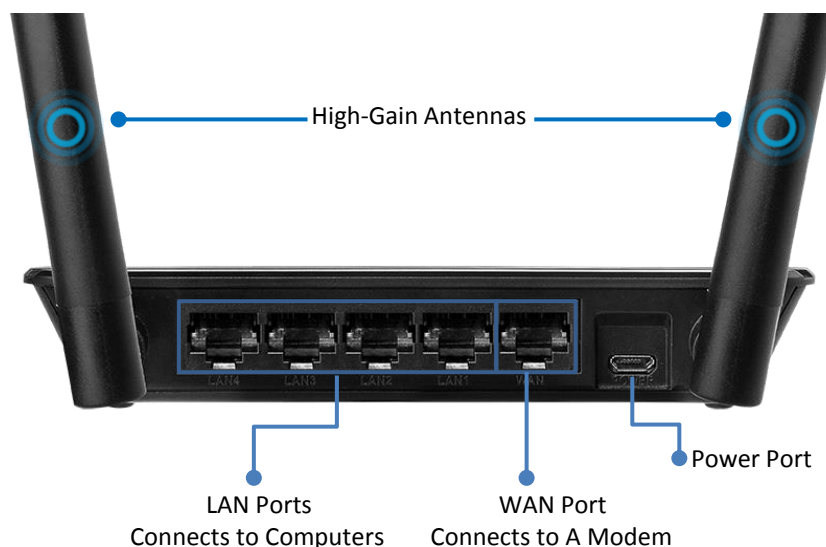 High-Gain Antennas
LAN4 LAN3 LAN2 LAN1 WAN
POWER
Power Port
LAN Ports
Connects to Computers
WAN Port
Connects to A Modem